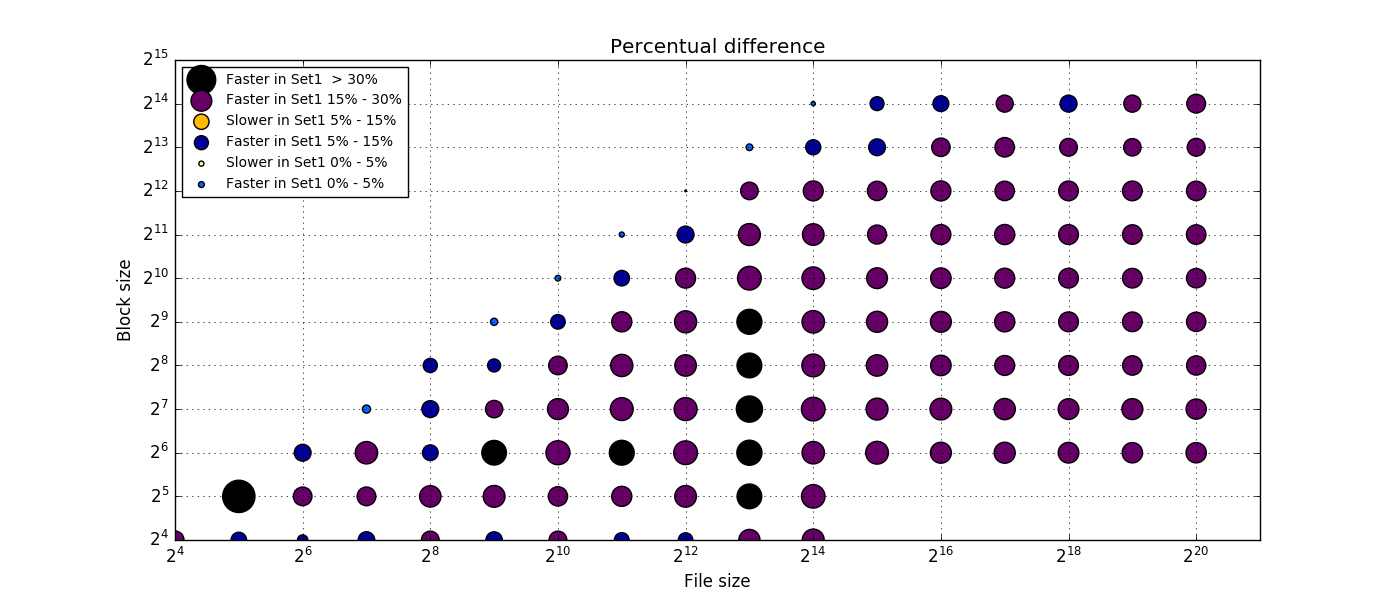 Percentual difference
2^15
2^14
2^13
2^12
2^11
2^10
2^9
2^8
2^7
2^6
2^5
2^4
Block size
Faster in Set1 > 30%
Faster in Set1 15% - 30%
Slower in Set1 5% - 15%
Faster in Set1 5% - 15%
Slower in Set1 0% - 5%
Faster in Set1 0% - 5%
2^4 2^6 2^8 2^10 2^12 2^14 2^16 2^18 2^20
File size